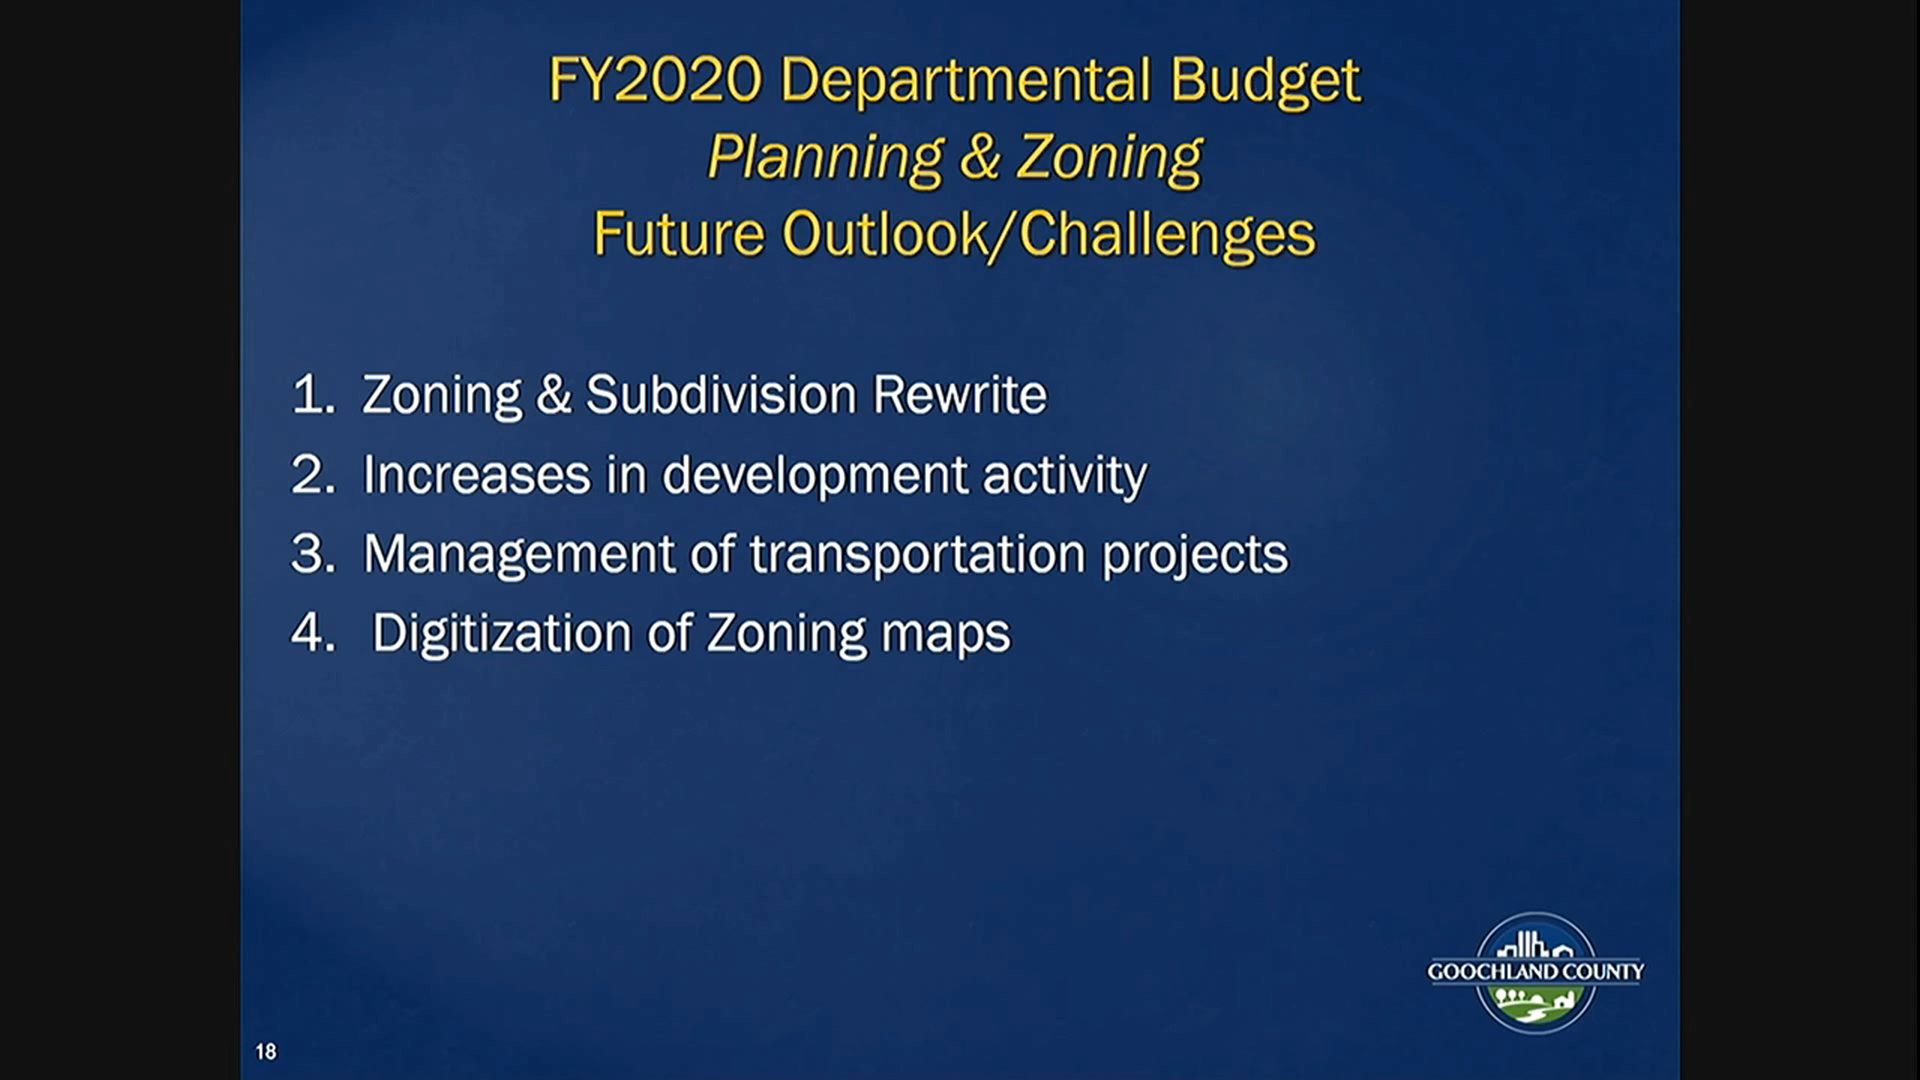 FY2020 Departmental Budget
Planning & Zoning
Future Outlook/Challenges
1. Zoning & Subdivision Rewrite
2. Increases in development activity
3. Management of transportation projects
4. Digitization of Zoning maps
GOOCHLAND COUNTY
18